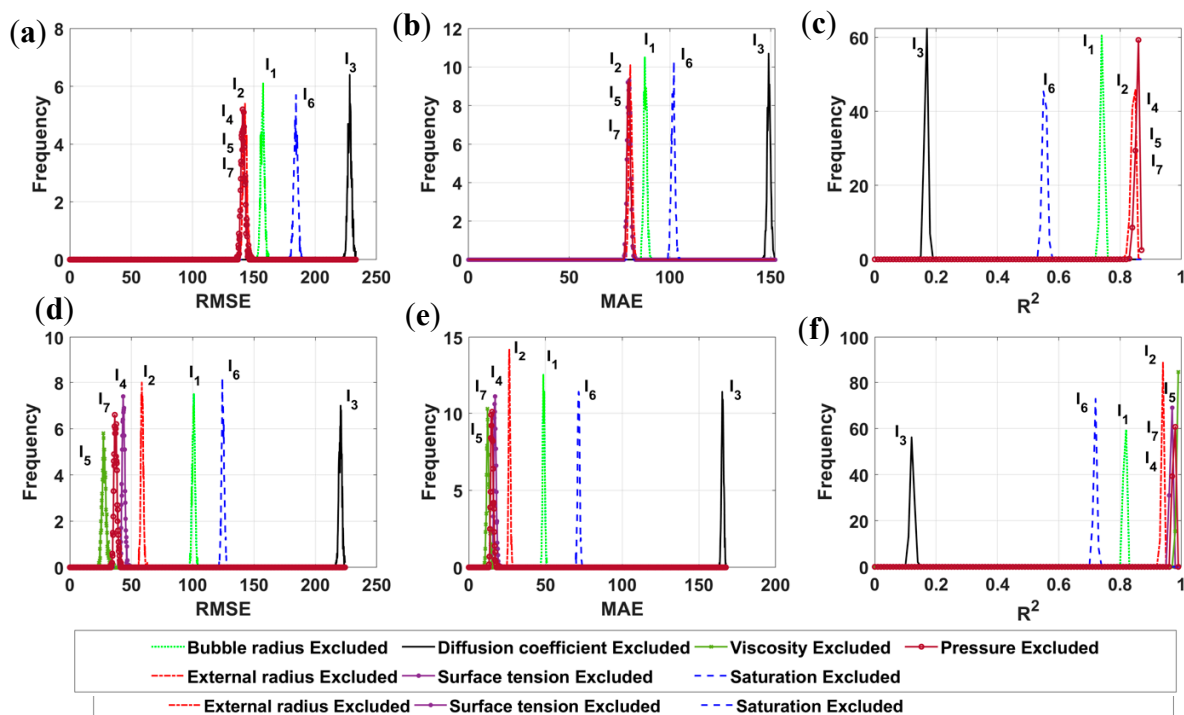 (a)
8
6
4
2
0
Frequency
0 50 100 150 200 250
RMSE
I2
I4
I5
I7
I1
I6
I3
(b)
12
10
8
6
4
2
0
Frequency
0 50 100 150
MAE
I2
I5
I7
I1
I6
I3
(c)
60
40
20
0
Frequency
0 0.2 0.4 0.6 0.8 1
R2
I3
I6
I1
I2
I4
I5
I7
(d)
10
8
6
4
2
0
Frequency
0 50 100 150 200 250
RMSE
I5
I7
I4
I2
I1
I6
I3
(e)
15
10
5
0
Frequency
0 50 100 150 200
MAE
I5
I7
I4
I2
I1
I6
I3
(f)
100
80
60
40
20
0
Frequency
0 0.2 0.4 0.6 0.8 1
R2
I3
I6
I1
I2
I5
I7
I4
Bubble radius Excluded Diffusion coefficient Excluded Viscosity Excluded Pressure Excluded
External radius Excluded Surface tension Excluded Saturation Excluded
External radius Excluded Surface tension Excluded Saturation Excluded